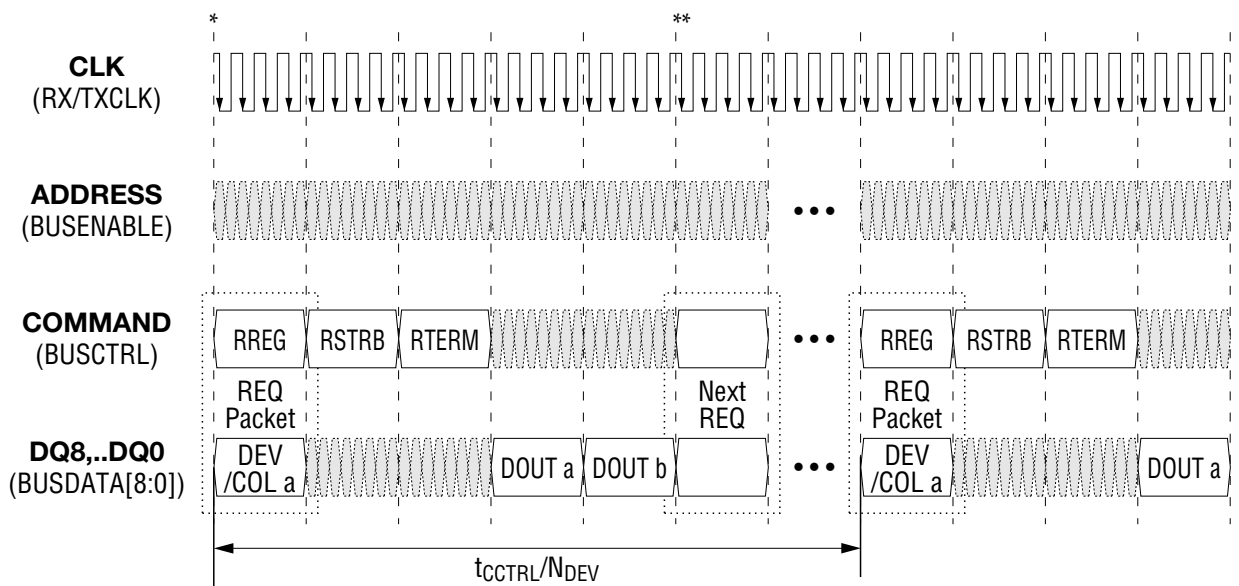 * **
CLK
(RX/TXCLK)
ADDRESS
(BUSENABLE)
•••
COMMAND
(BUSCTRL)
RREG RSTRB RTERM ••• RREG RSTRB RTERM
REQ
Packet
Next
REQ
REQ
Packet
DQ8,..DQ0
(BUSDATA[8:0])
DEV
/COL a
DOUT a DOUT b •••
DEV
/COL a
DOUT a
tCCTRL/NDEV